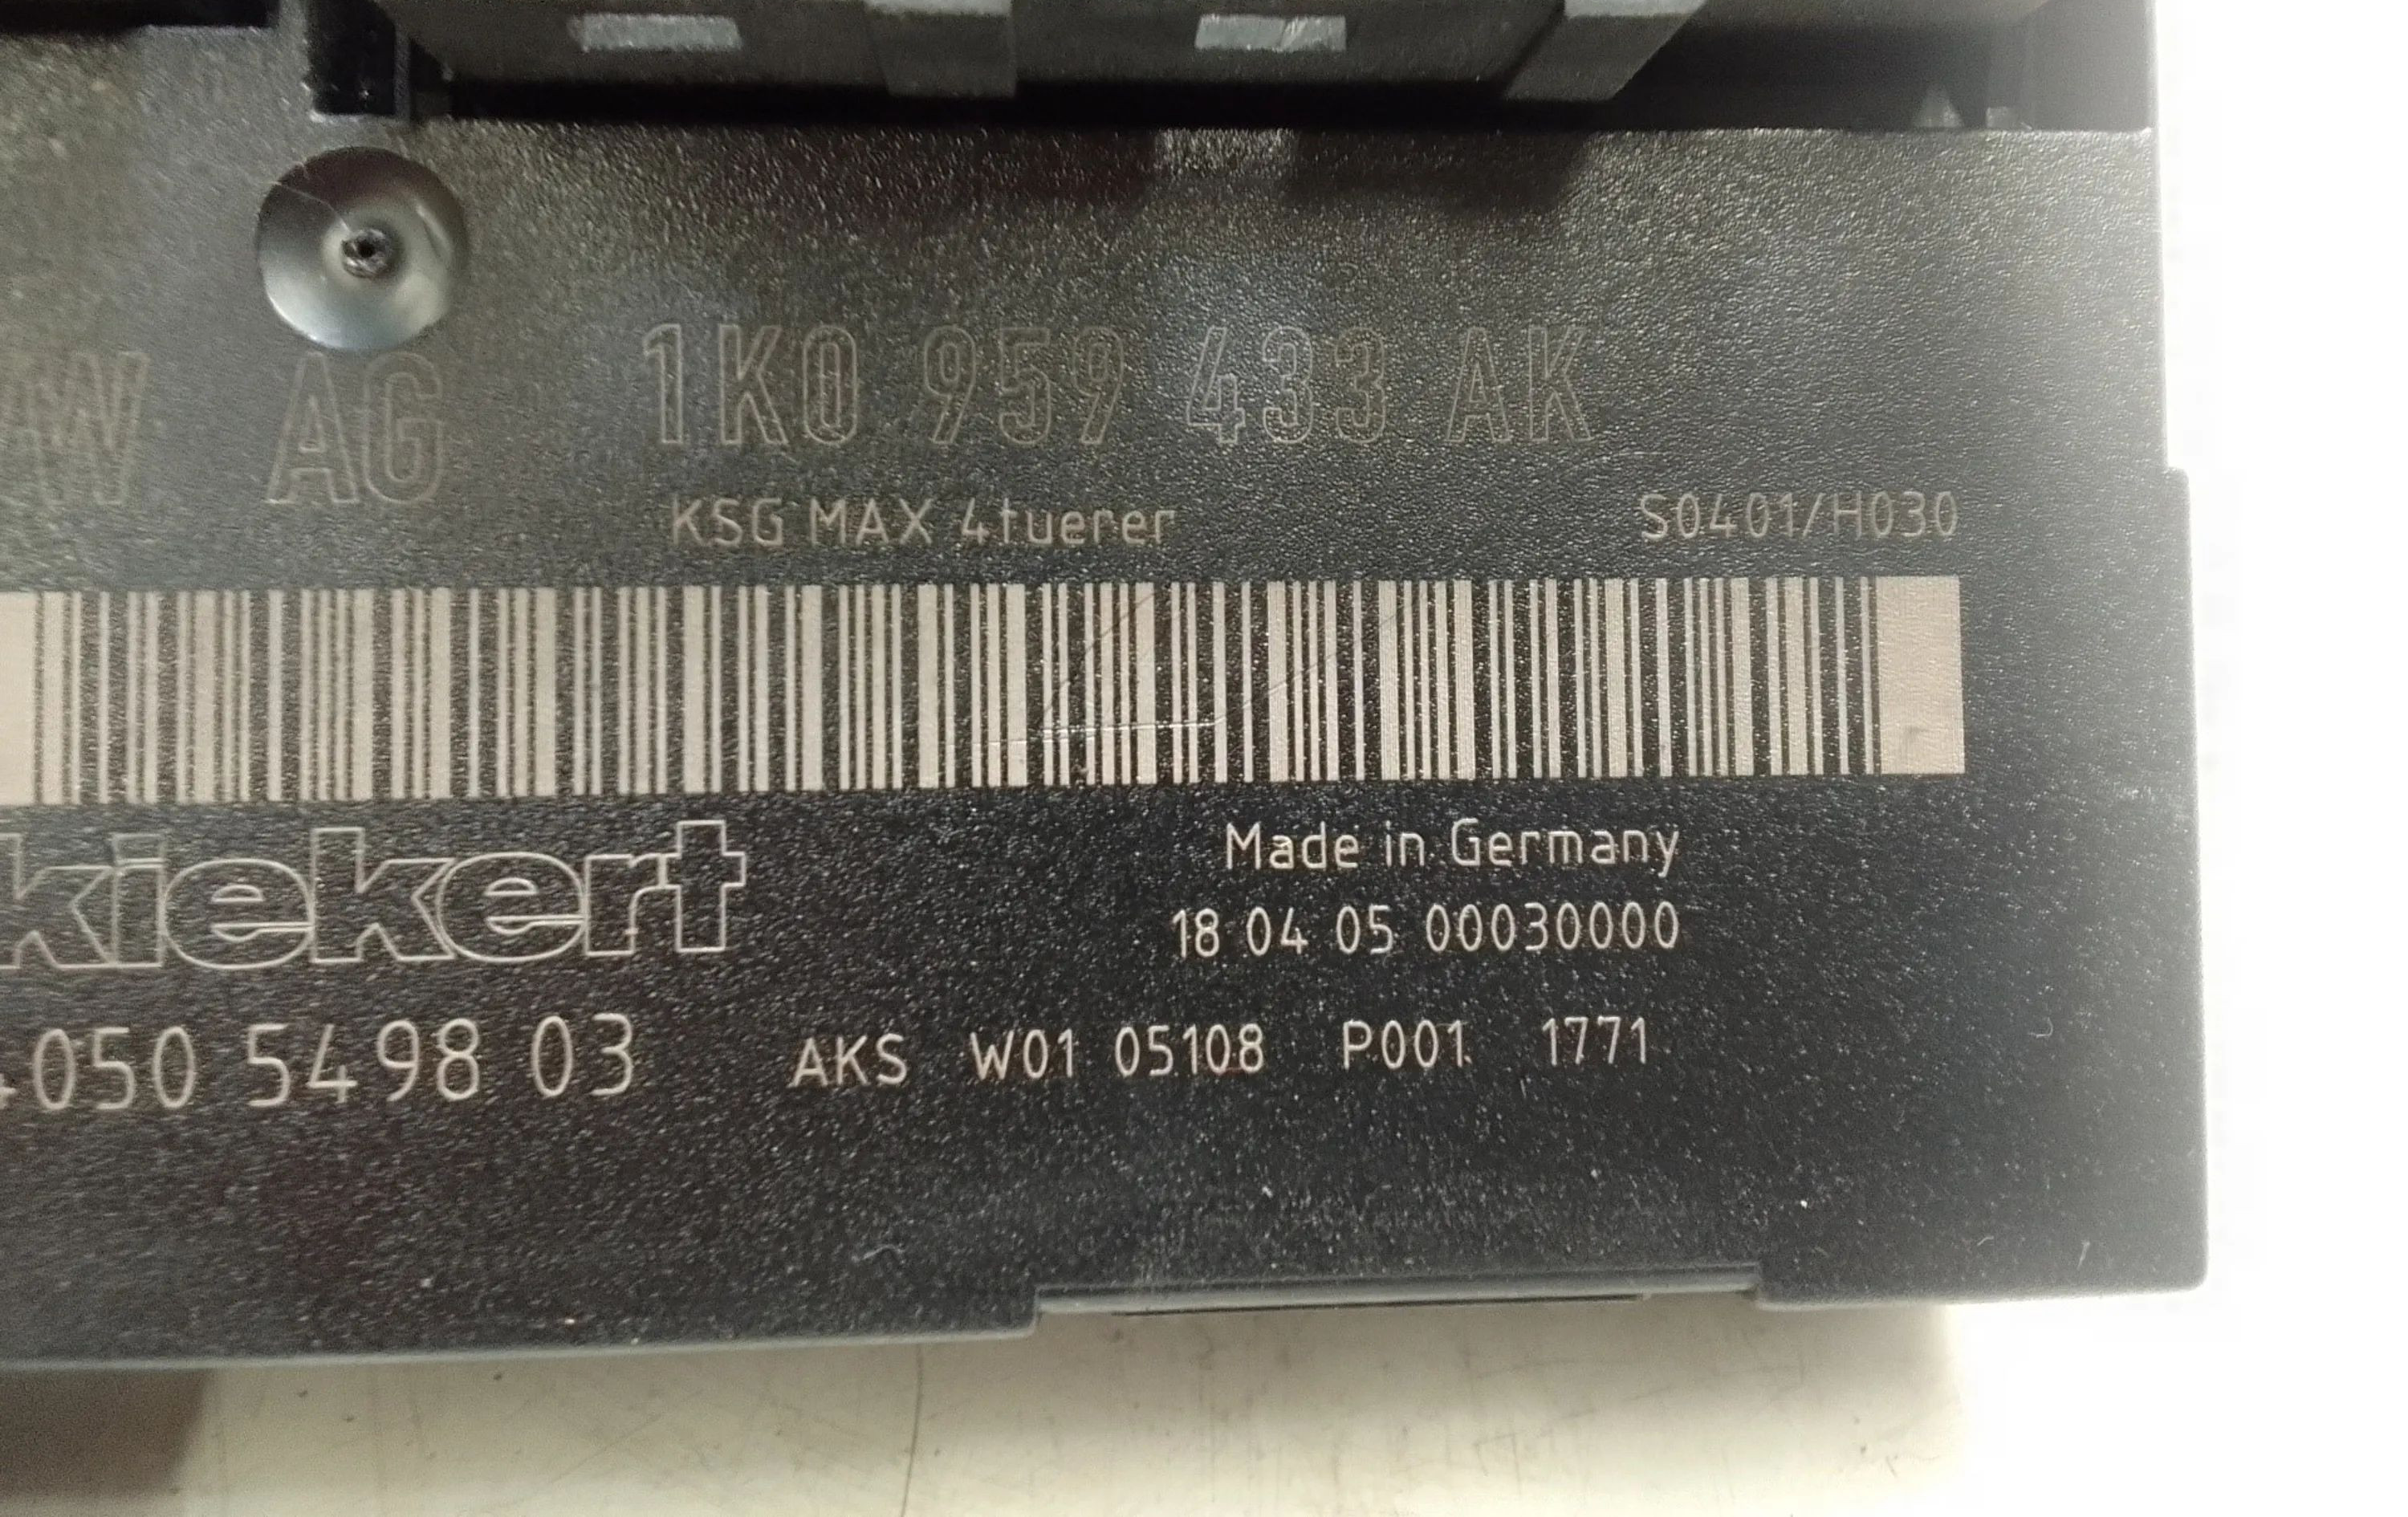 AG 1K0 959 433 AK
KSG MAX 4tuerer S0401/H030
kiekert Made in Germany
18 04 05 00030000
050 5498 03 AKS W01 05108 P001 1771